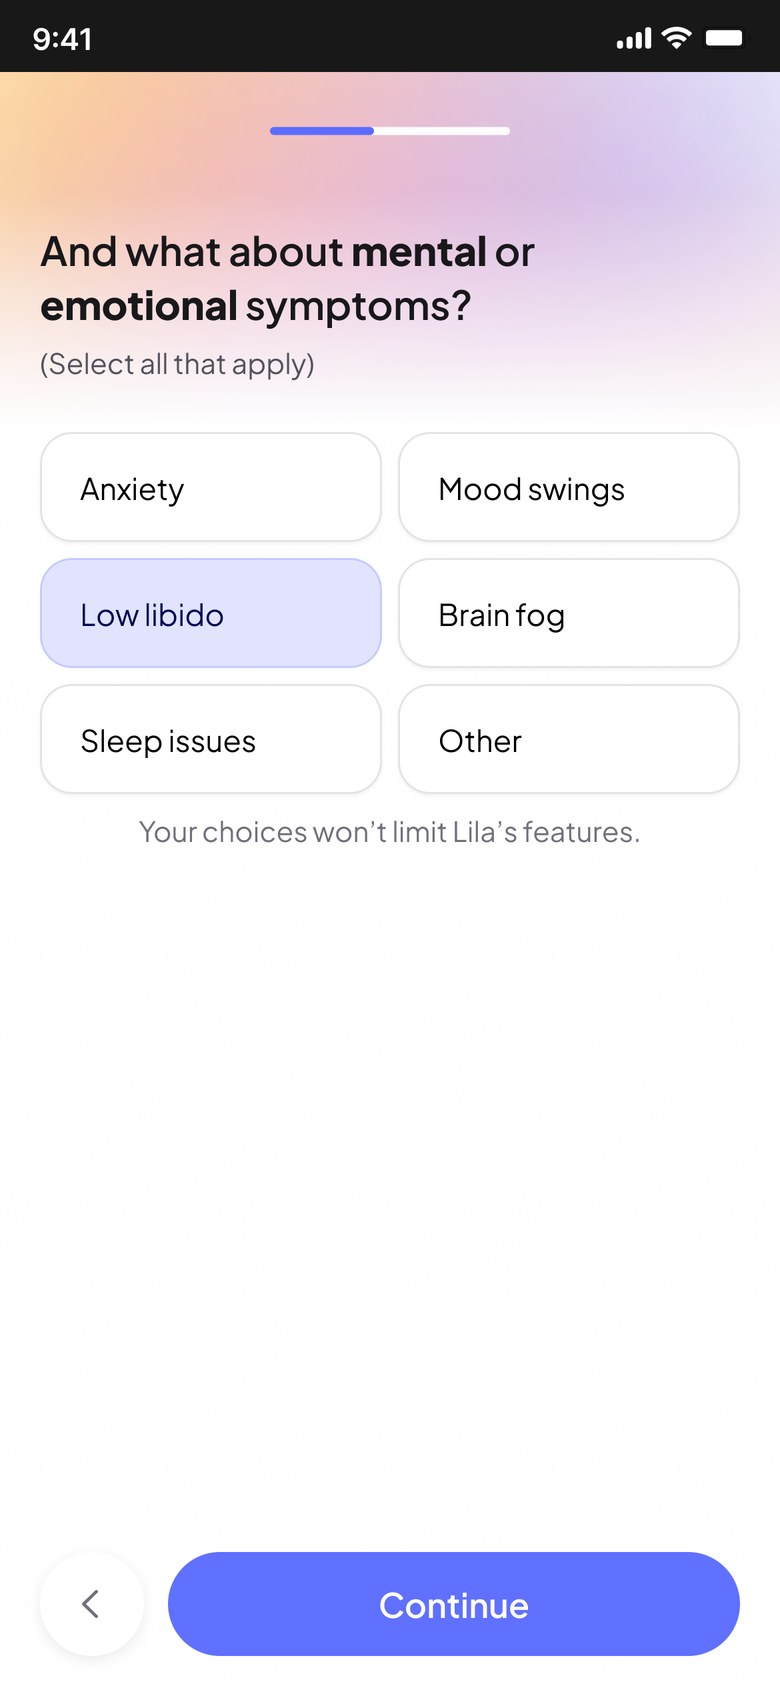 9:41
And what about mental or
emotional symptoms?
(Select all that apply)
Anxiety
Mood swings
Low libido
Brain fog
Sleep issues
Other
Your choices won’t limit Lila’s features.
Continue